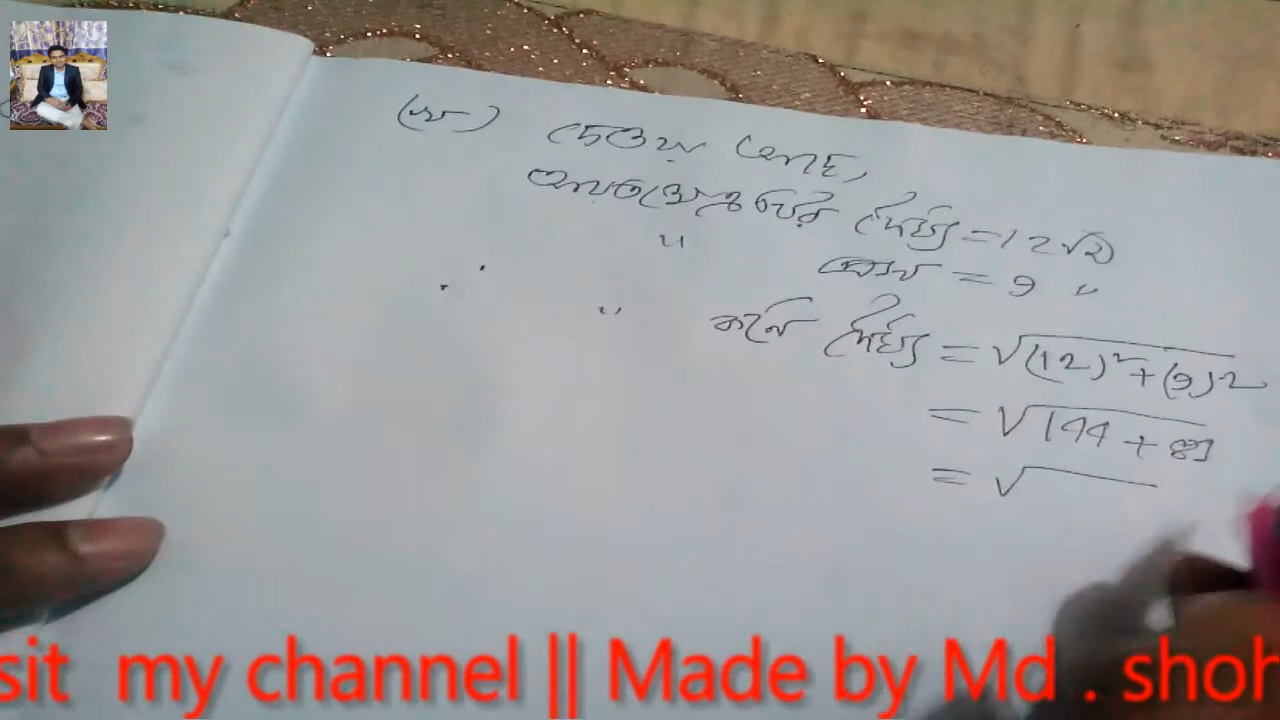 (খ) দেওয়া আছে,
আয়তক্ষেত্রটির দৈর্ঘ্য = 12
" প্রস্থ = 9 "
∴ " কর্ণের দৈর্ঘ্য = √(12)² + (9)²
= √144 + 81
= √
sit my channel || Made by Md . shoh